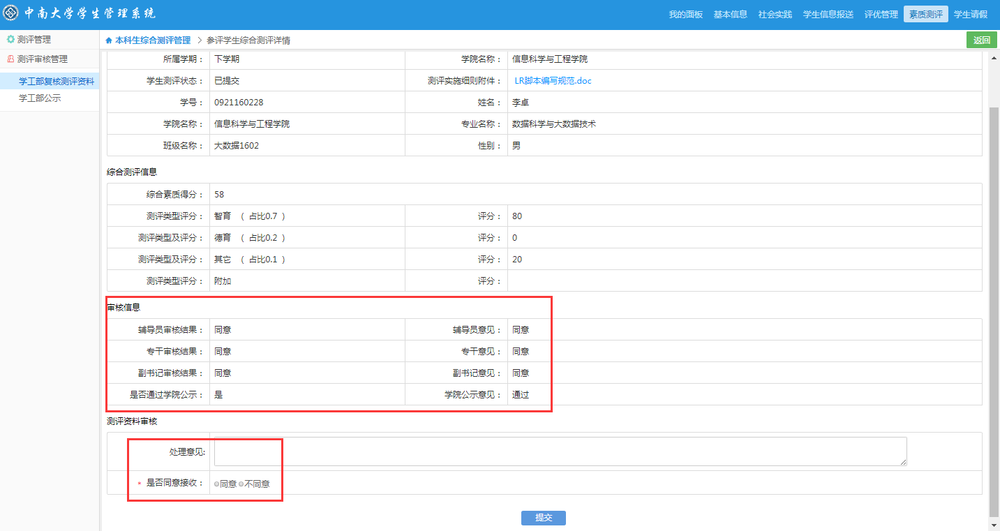 中南大学学生管理系统
我的面板 基本信息 社会实践 学生信息报送 评优管理 素质测评 学生请假
测评管理
测评审核管理
学工部复核测评资料
学工部公示
本科生综合测评管理 > 参评学生综合测评详情 返回
所属学期： 下学期 学院名称： 信息科学与工程学院
学生测评状态： 已提交 测评实施细则附件： LR脚本编写规范.doc
学号： 0921160228 姓名： 李卓
学院名称： 信息科学与工程学院 专业名称： 数据科学与大数据技术
班级名称： 大数据1602 性别： 男
综合测评信息
综合素质得分： 58
测评类型评分： 智育 （ 占比0.7 ） 评分： 80
测评类型及评分： 德育 （ 占比0.2 ） 评分： 0
测评类型及评分： 其它 （ 占比0.1 ） 评分： 20
测评类型评分： 附加 评分：
审核信息
辅导员审核结果： 同意 辅导员意见： 同意
专干审核结果： 同意 专干意见： 同意
副书记审核结果： 同意 副书记意见： 同意
是否通过学院公示： 是 学院公示意见： 通过
测评资料审核
处理意见:
* 是否同意接收： 同意 不同意
提交